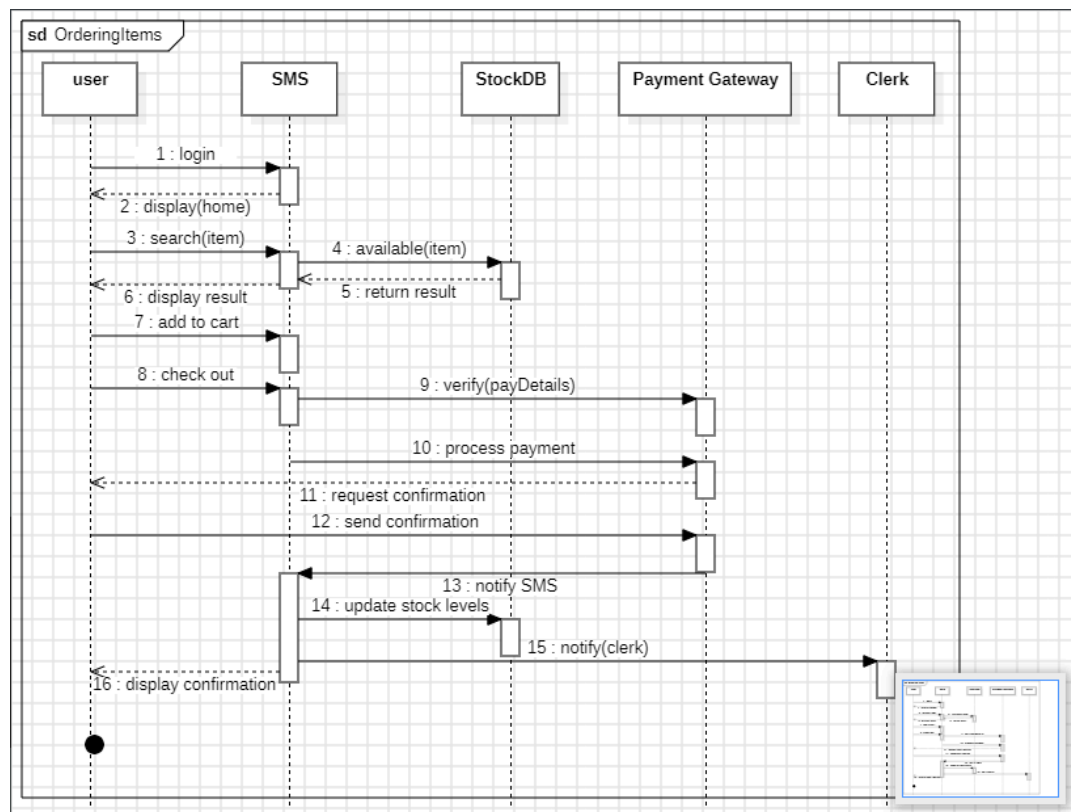 sd OrderingItems
user
SMS
StockDB
Payment Gateway
Clerk
1 : login
2 : display(home)
3 : search(item)
4 : available(item)
5 : return result
6 : display result
7 : add to cart
8 : check out
9 : verify(payDetails)
10 : process payment
11 : request confirmation
12 : send confirmation
13 : notify SMS
14 : update stock levels
15 : notify(clerk)
16 : display confirmation